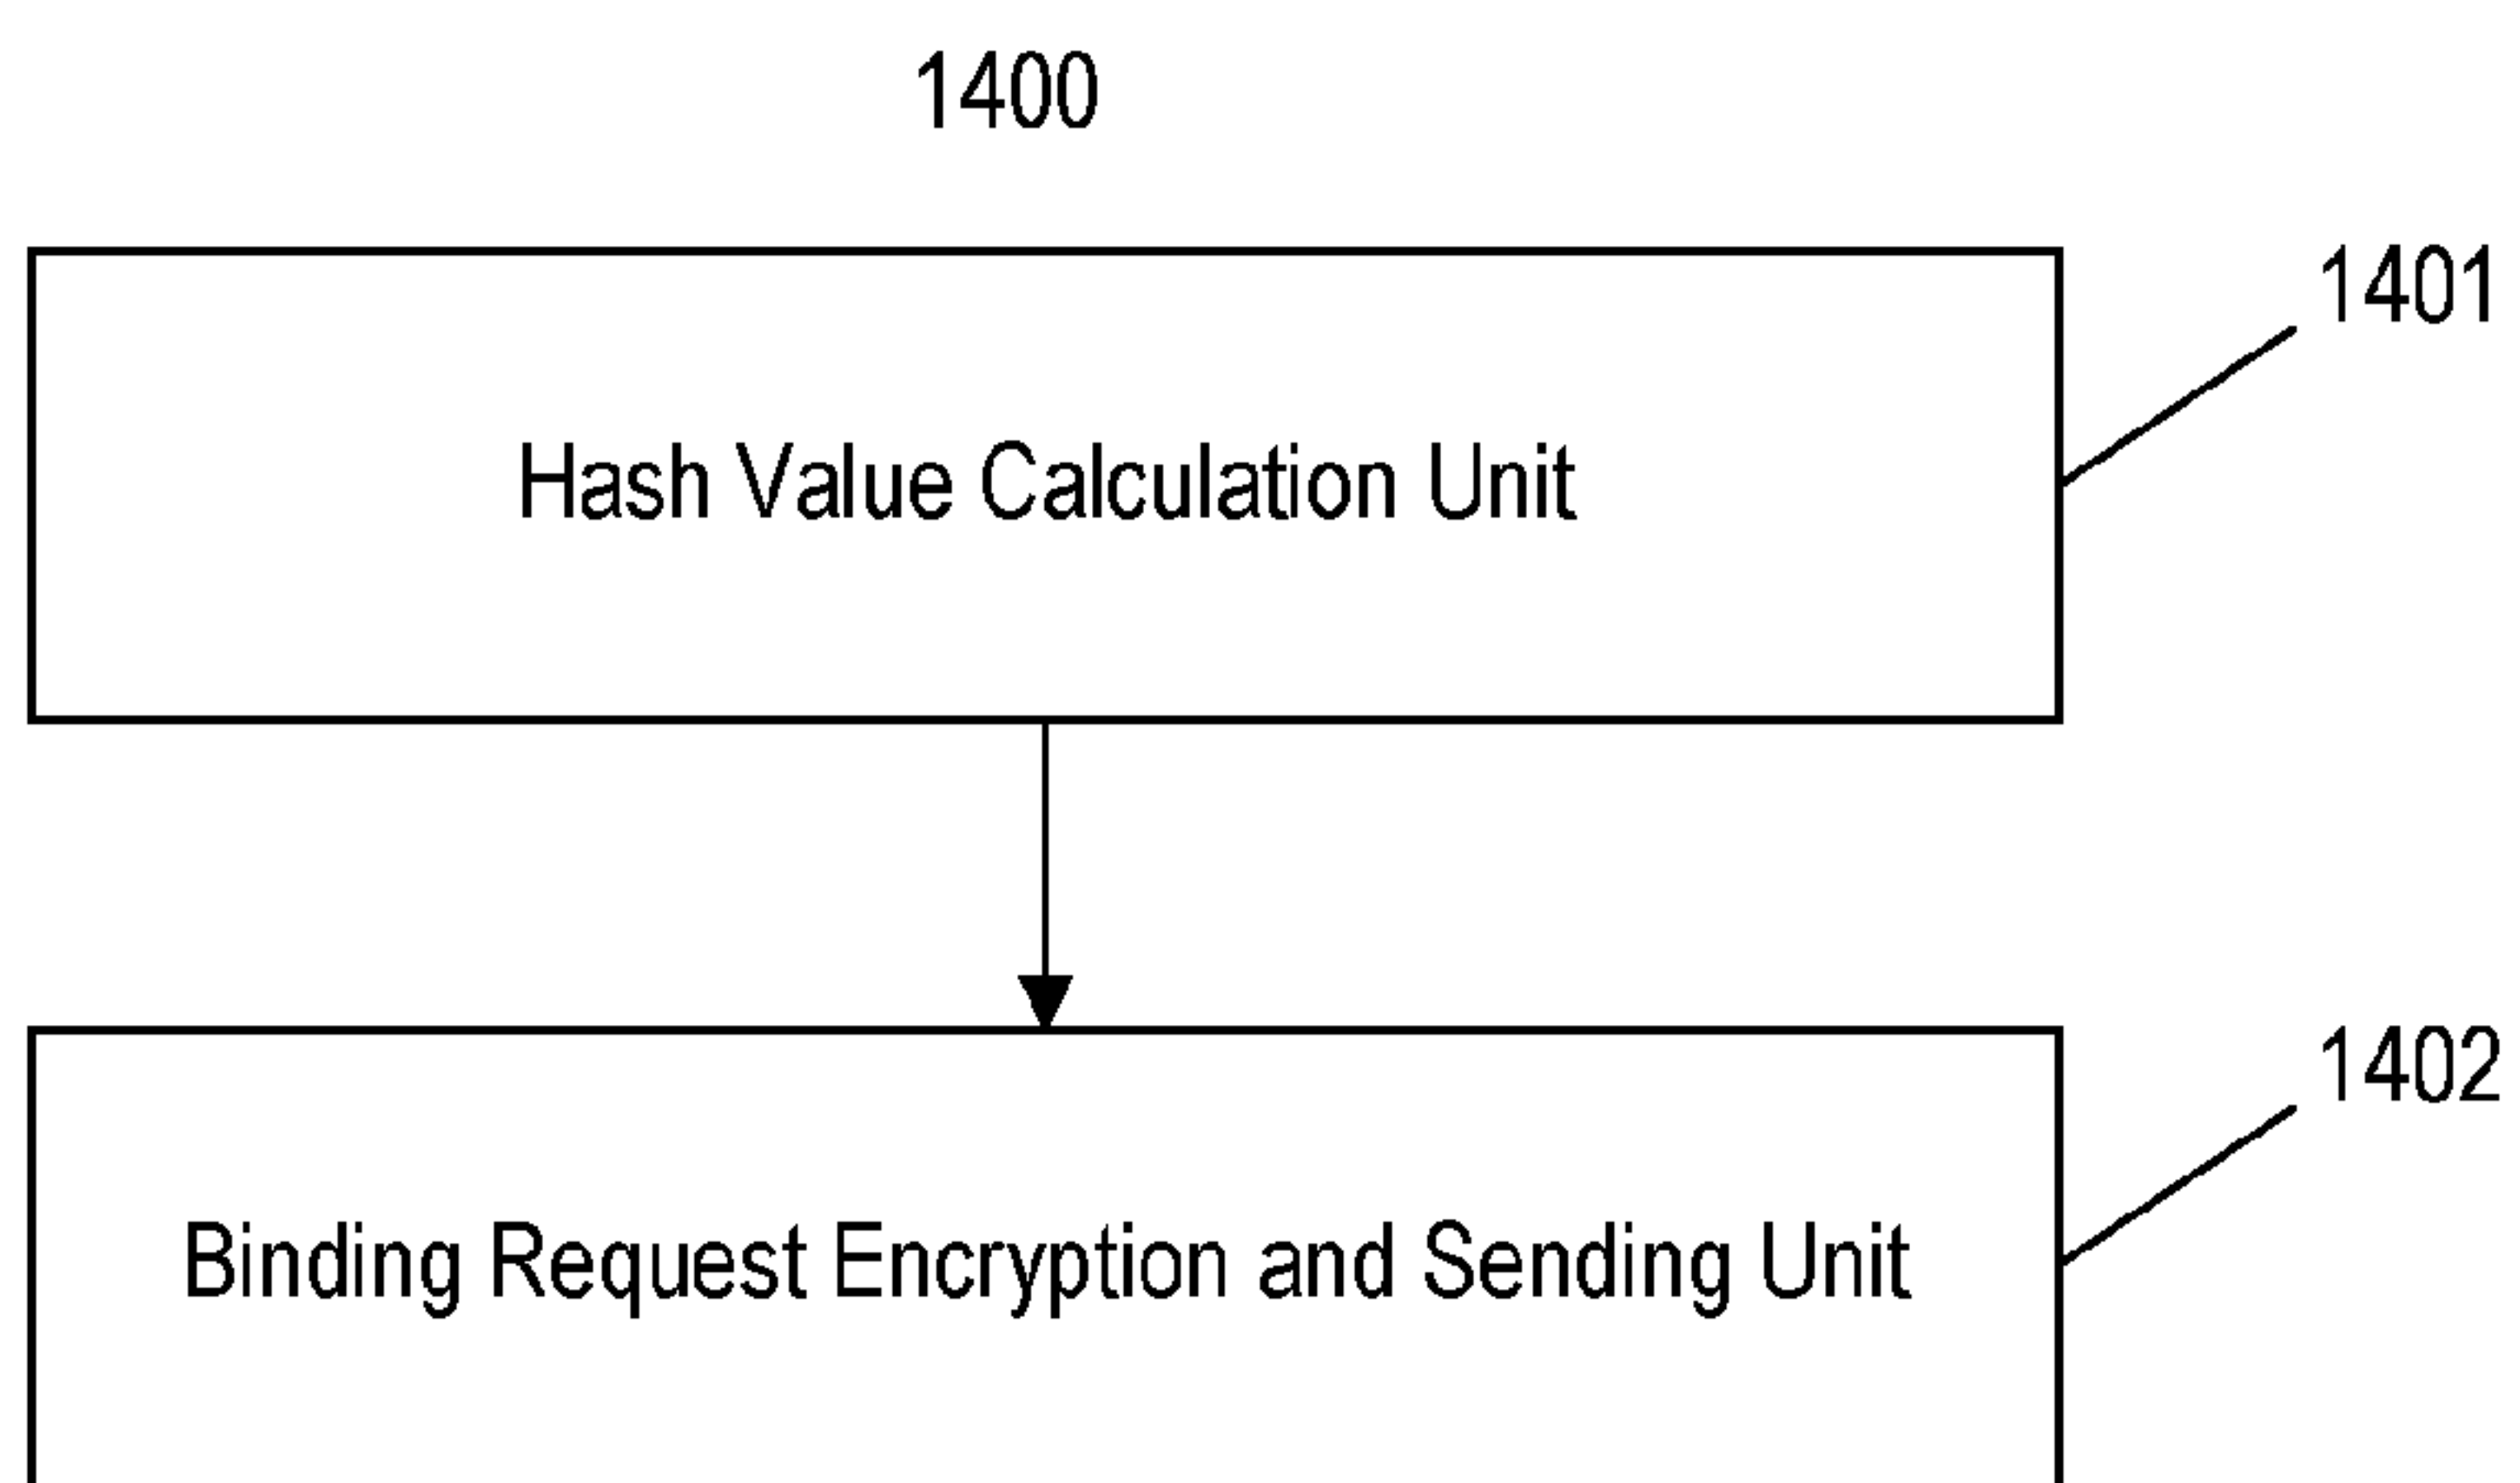 1400
1401
Hash Value Calculation Unit
1402
Binding Request Encryption and Sending Unit